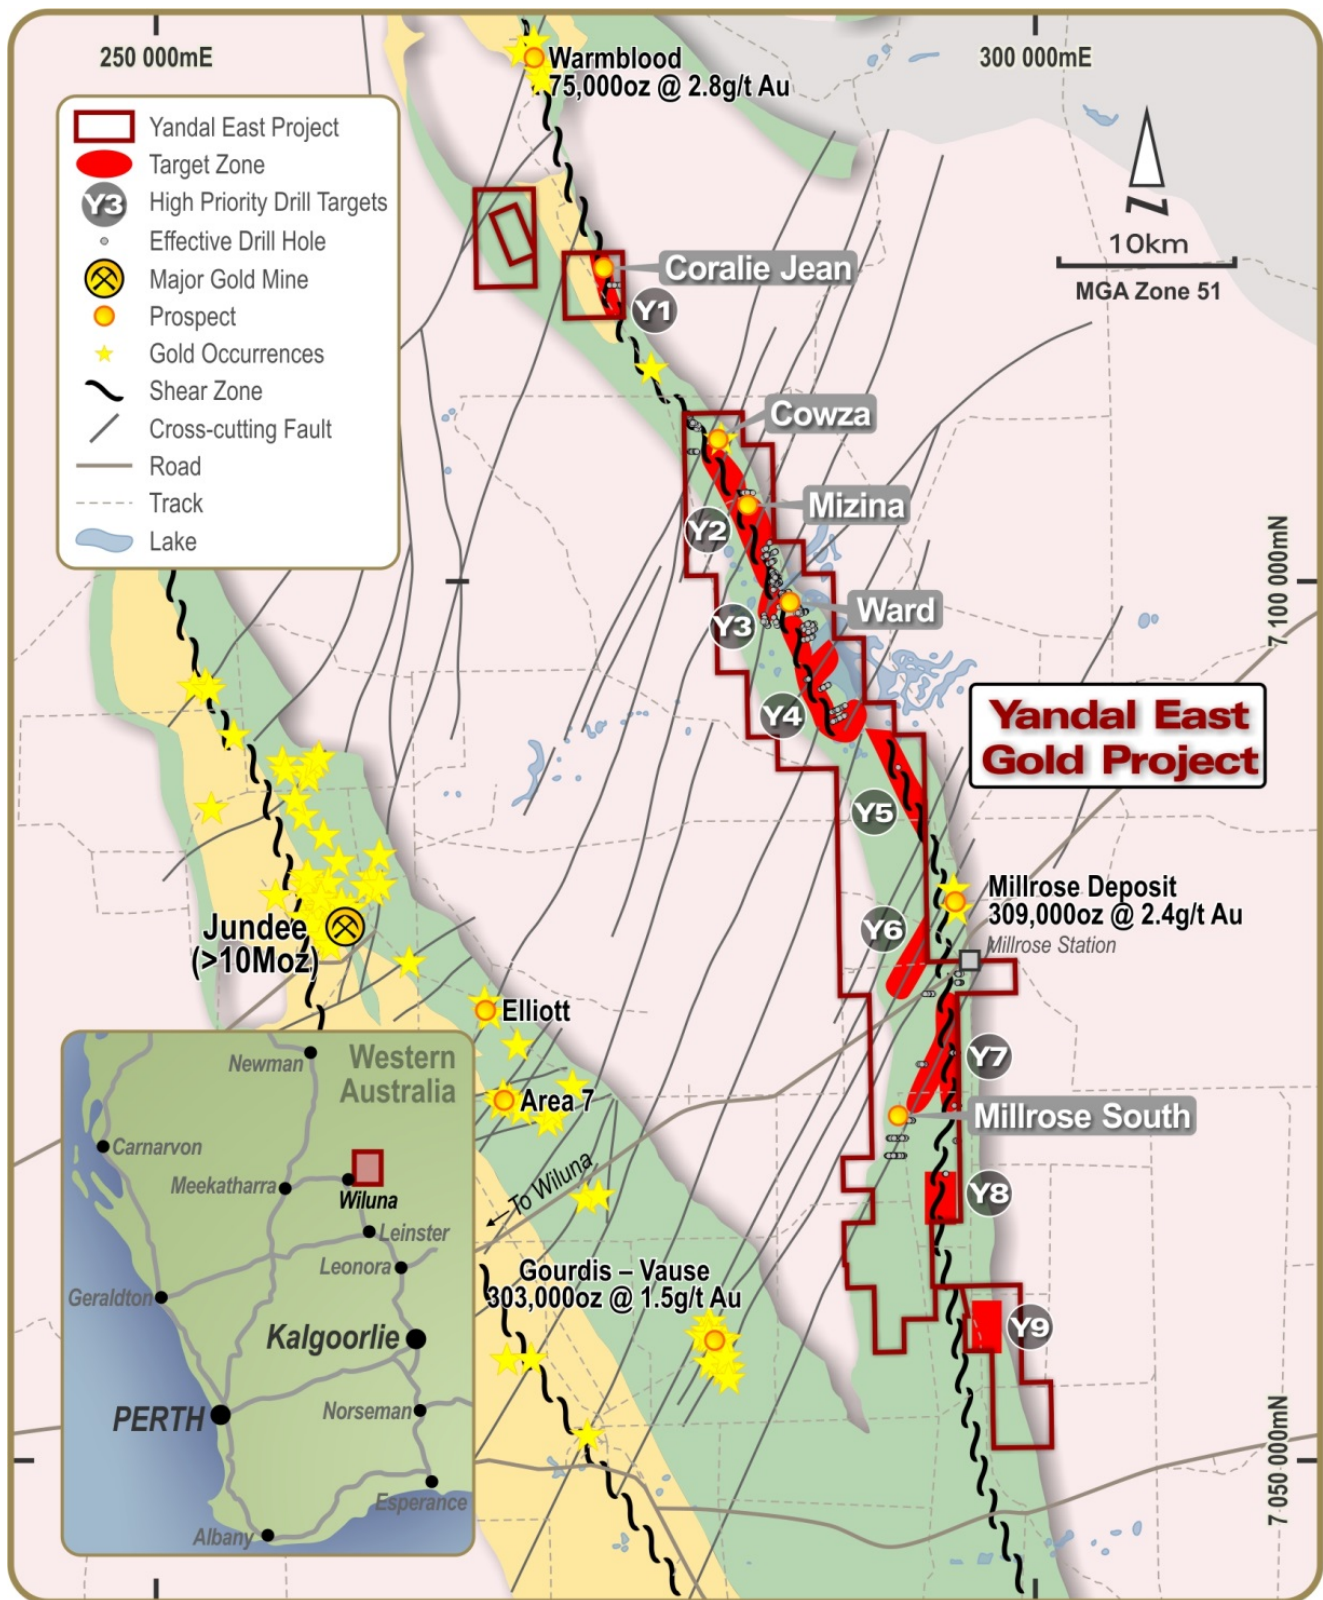 250 000mE
300 000mE
Warmblood
75,000oz @ 2.8g/t Au
Yandal East Project
Target Zone
Y3
High Priority Drill Targets
Effective Drill Hole
Major Gold Mine
Prospect
Gold Occurrences
Shear Zone
Cross-cutting Fault
Road
Track
Lake
N
10km
MGA Zone 51
Coralie Jean
Y1
Cowza
Mizina
Y2
Ward
Y3
7 100 000mN
Y4
Yandal East
Gold Project
Y5
Millrose Deposit
309,000oz @ 2.4g/t Au
Millrose Station
Y6
Jundee
(>10Moz)
Elliott
Area 7
Y7
Millrose South
Y8
To Wiluna
Gourdis – Vause
303,000oz @ 1.5g/t Au
Y9
7 050 000mN
Western
Australia
Newman
Carnarvon
Meekatharra
Wiluna
Leinster
Leonora
Geraldton
Kalgoorlie
PERTH
Norseman
Esperance
Albany